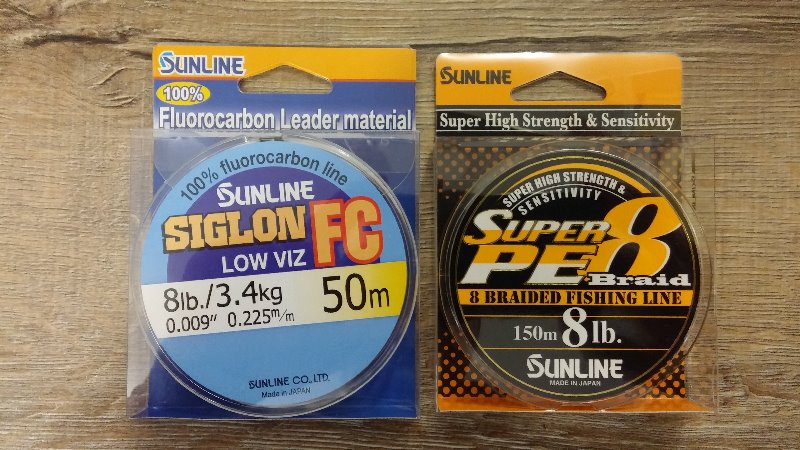 SUNLINE
100%
Fluorocarbon Leader material
100% fluorocarbon line
SUNLINE
SIGLON FC
LOW VIZ
8lb./3.4kg 50m
0.009" 0.225m/m
SUNLINE CO., LTD.
Made in JAPAN
SUNLINE
Super High Strength & Sensitivity
SUPER HIGH STRENGTH &
SENSITIVITY
SUPER 8
PE Braid
8 BRAIDED FISHING LINE
150m 8lb.
SUNLINE
MADE IN JAPAN